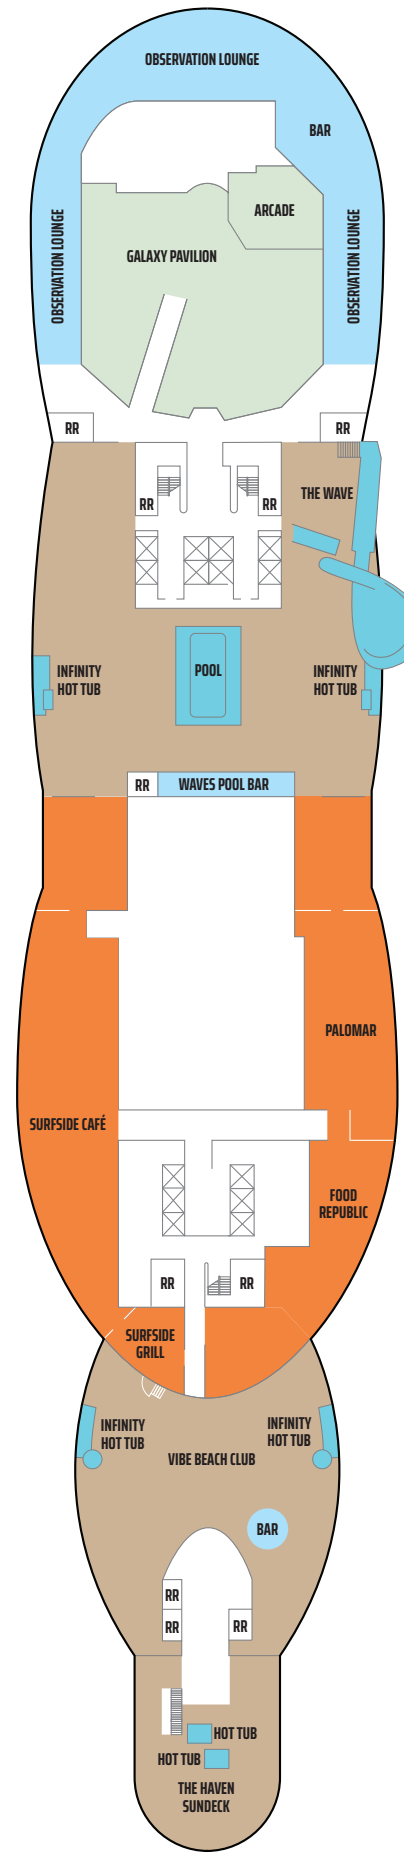 OBSERVATION LOUNGE
BAR
ARCADE
OBSERVATION LOUNGE
GALAXY PAVILION
OBSERVATION LOUNGE
RR
RR
RR
RR
THE WAVE
INFINITY
HOT TUB
POOL
INFINITY
HOT TUB
RR
WAVES POOL BAR
PALOMAR
SURFSIDE CAFÉ
FOOD
REPUBLIC
RR
RR
SURFSIDE
GRILL
INFINITY
HOT TUB
INFINITY
HOT TUB
VIBE BEACH CLUB
BAR
RR
RR
RR
HOT TUB
HOT TUB
THE HAVEN
SUNDECK